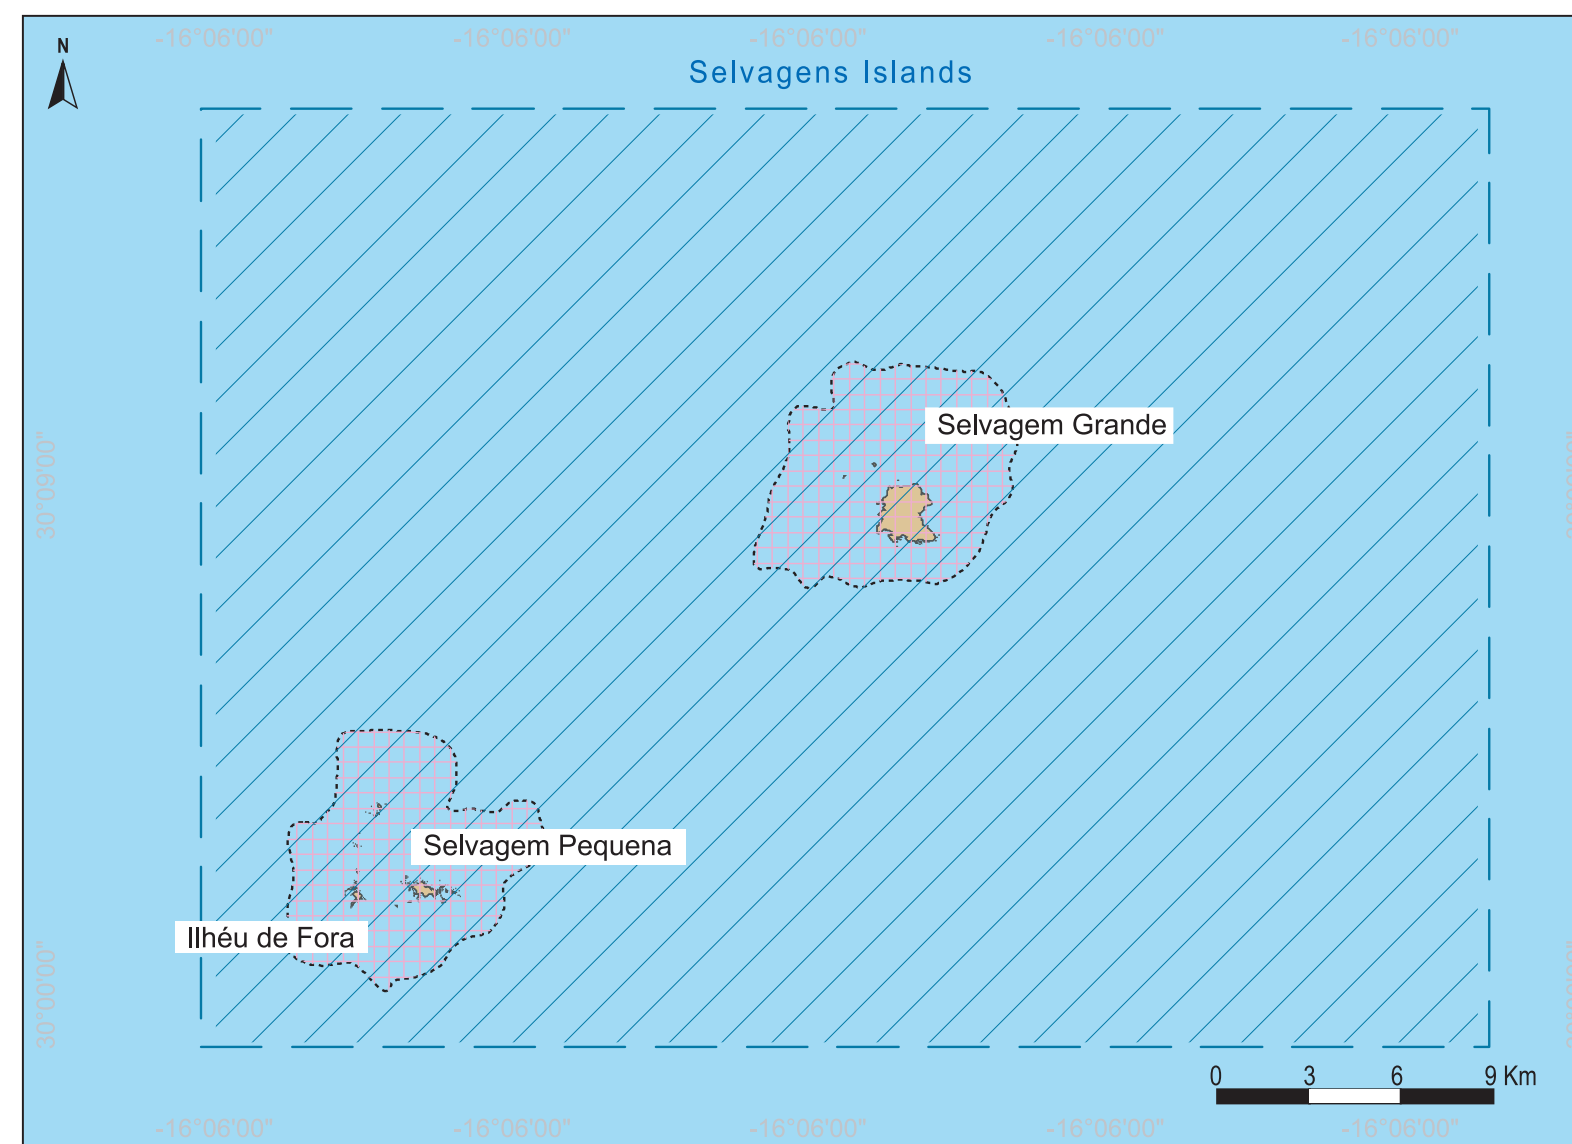 -16°06'00" -16°06'00" -16°06'00" -16°06'00" -16°06'00"
N
Selvagens Islands
Selvagem Grande
30°09'00"
Selvagem Pequena
Ilhéu de Fora
30°00'00"
0 3 6 9 Km
-16°06'00" -16°06'00" -16°06'00" -16°06'00" -16°06'00"